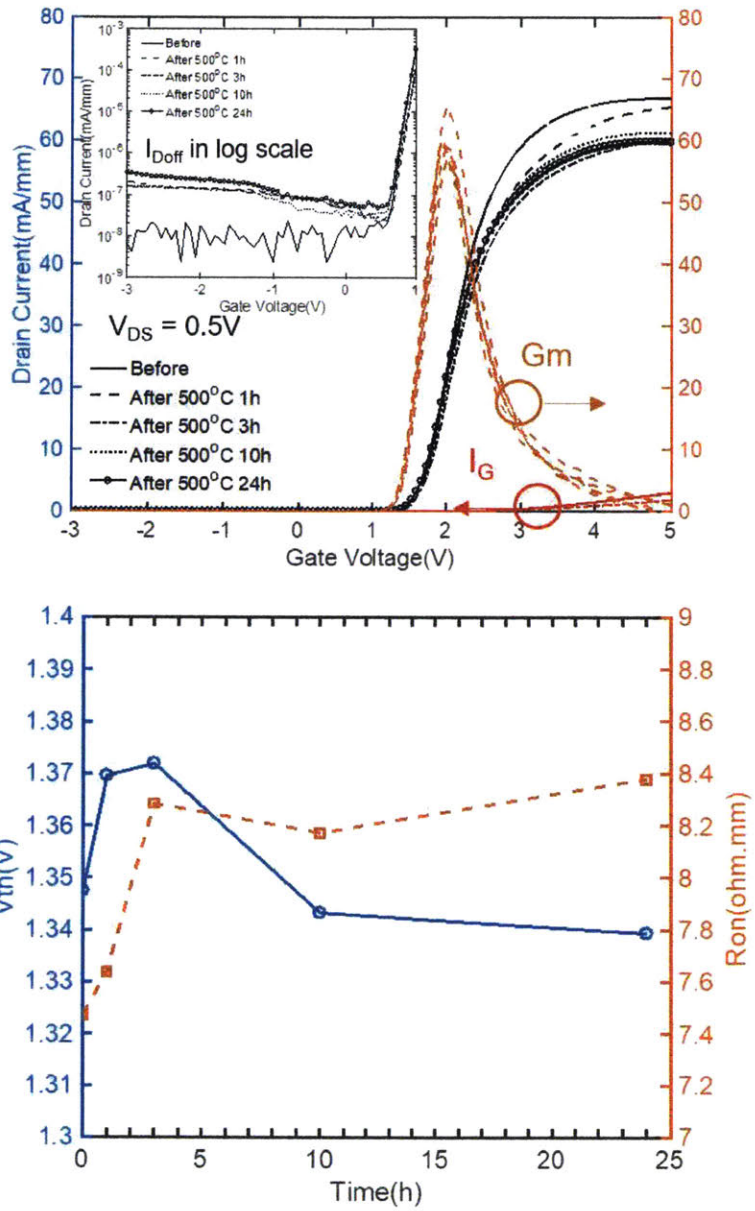 80
70
60
50
40
30
20
10
0
Drain Current(mA/mm)
80
70
60
50
40
30
20
10
0
10-3
10-4
10-5
10-6
10-7
10-8
10-9
Drain Current(mA/mm)
Before
After 500°C 1h
After 500°C 3h
After 500°C 10h
After 500°C 24h
IDoff in log scale
-3 -2 -1 0 1
Gate Voltage(V)
VDS = 0.5V
Before
After 500°C 1h
After 500°C 3h
After 500°C 10h
After 500°C 24h
Gm
IG
-3 -2 -1 0 1 2 3 4 5
Gate Voltage(V)
1.4
1.39
1.38
1.37
1.36
1.35
1.34
1.33
1.32
1.31
1.3
Vth(V)
9
8.8
8.6
8.4
8.2
8
7.8
7.6
7.4
7.2
7
Ron(ohm.mm)
0 5 10 15 20 25
Time(h)